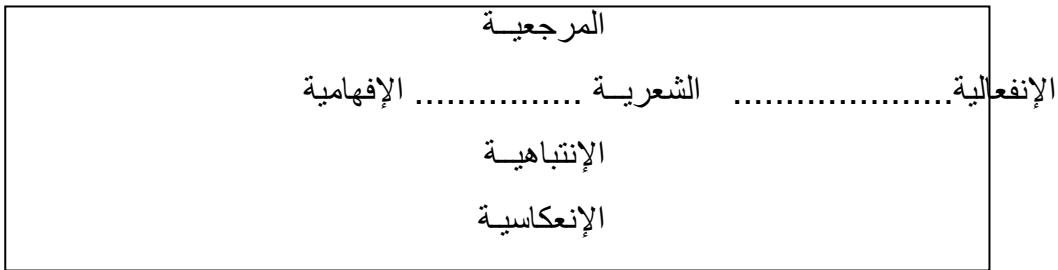 المرجعيــة
الإنفعالية..................... الشعريــة ................ الإفهامية
الإنتباهيــة
الإنعكاسيــة